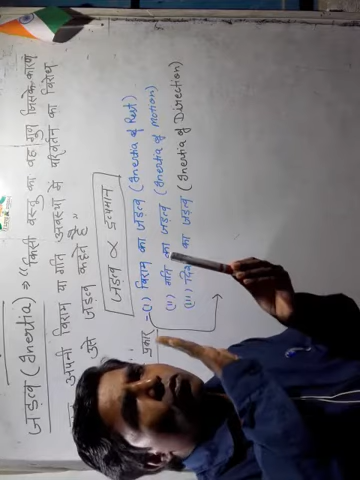 जड़त्व (Inertia) ⇒ "किसी वस्तु का वह गुण जिसके कारण
अपनी विराम या गति अवस्था के परिवर्तन का विरोध
उसे जड़त्व कहते हैं"
जड़त्व ∝ द्रव्यमान
प्रकार :- (i) विराम का जड़त्व (Inertia of Rest)
(ii) गति का जड़त्व (Inertia of motion)
(iii) का जड़त्व (Inertia of Direction)